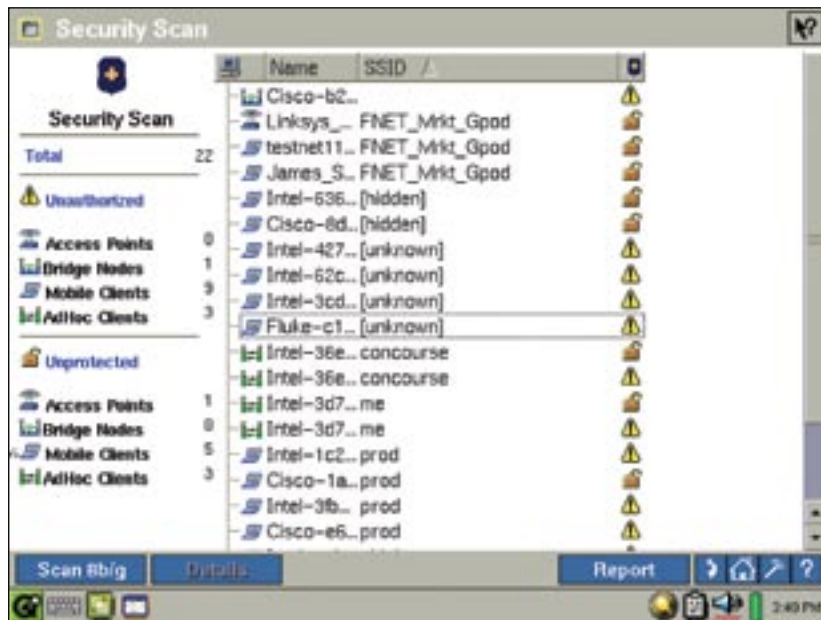 Security Scan
Security Scan
Total 22
Unauthorized
Access Points 0
Bridge Nodes 1
Mobile Clients 9
AdHoc Clients 3
Unprotected
Access Points 1
Bridge Nodes 0
Mobile Clients 5
AdHoc Clients 3
Name SSID
Cisco-b2...
Linksys_... FNET_Mrkt_Gpod
testnet11... FNET_Mrkt_Gpod
James_S... FNET_Mrkt_Gpod
Intel-636... [hidden]
Cisco-8d... [hidden]
Intel-427... [unknown]
Intel-62c... [unknown]
Intel-3cd... [unknown]
Fluke-c1... [unknown]
Intel-36e... concourse
Intel-36e... concourse
Intel-3d7... me
Intel-3d7... me
Intel-1c2... prod
Cisco-1a... prod
Intel-3fb... prod
Cisco-e6... prod
Scan 8b/g
Details
Report
?
3:40 PM